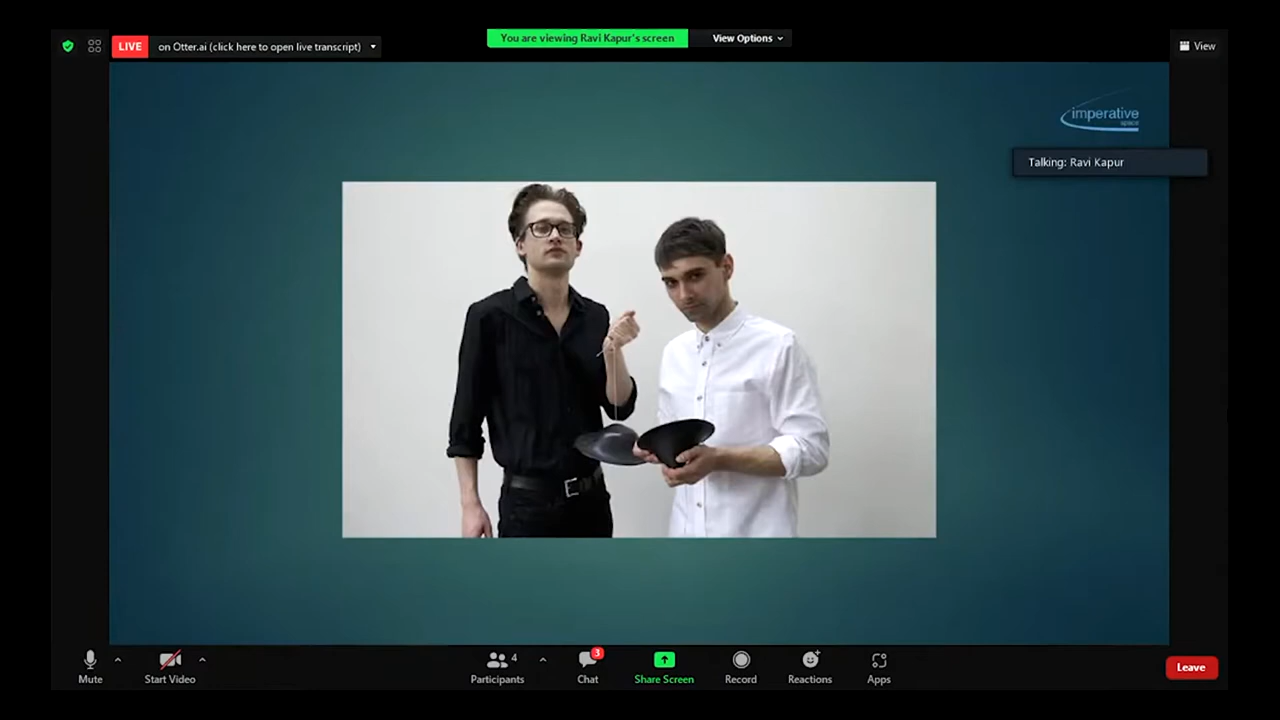 LIVE on Otter.ai (click here to open live transcript)
You are viewing Ravi Kapur's screen View Options
View
imperative
space
Talking: Ravi Kapur
4
3
Mute
Start Video
Participants
Chat
Share Screen
Record
Reactions
Apps
Leave